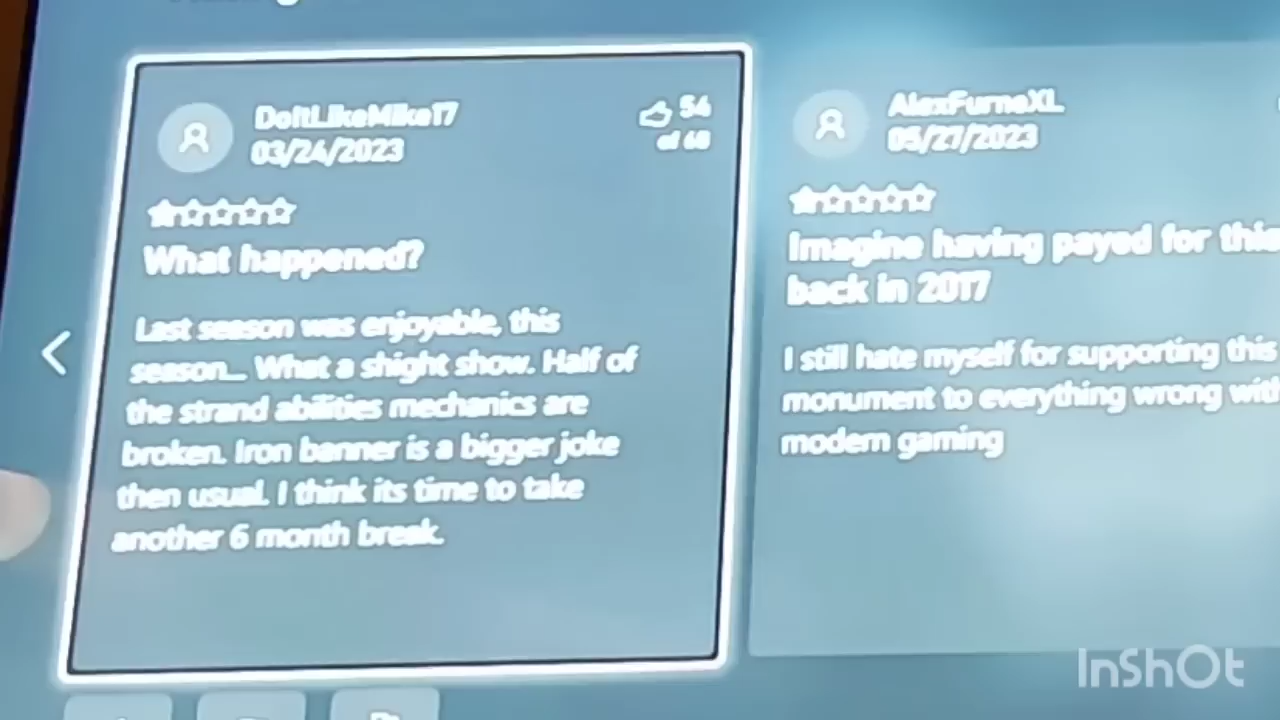 DoItLikeMike17
03/24/2023
54
of 68
What happened?
Last season was enjoyable, this
season... What a shight show. Half of
the strand abilities mechanics are
broken. Iron banner is a bigger joke
then usual. I think its time to take
another 6 month break.
AlexFurneXL
05/27/2023
Imagine having payed for this
back in 2017
I still hate myself for supporting this
monument to everything wrong with
modern gaming
InShOt